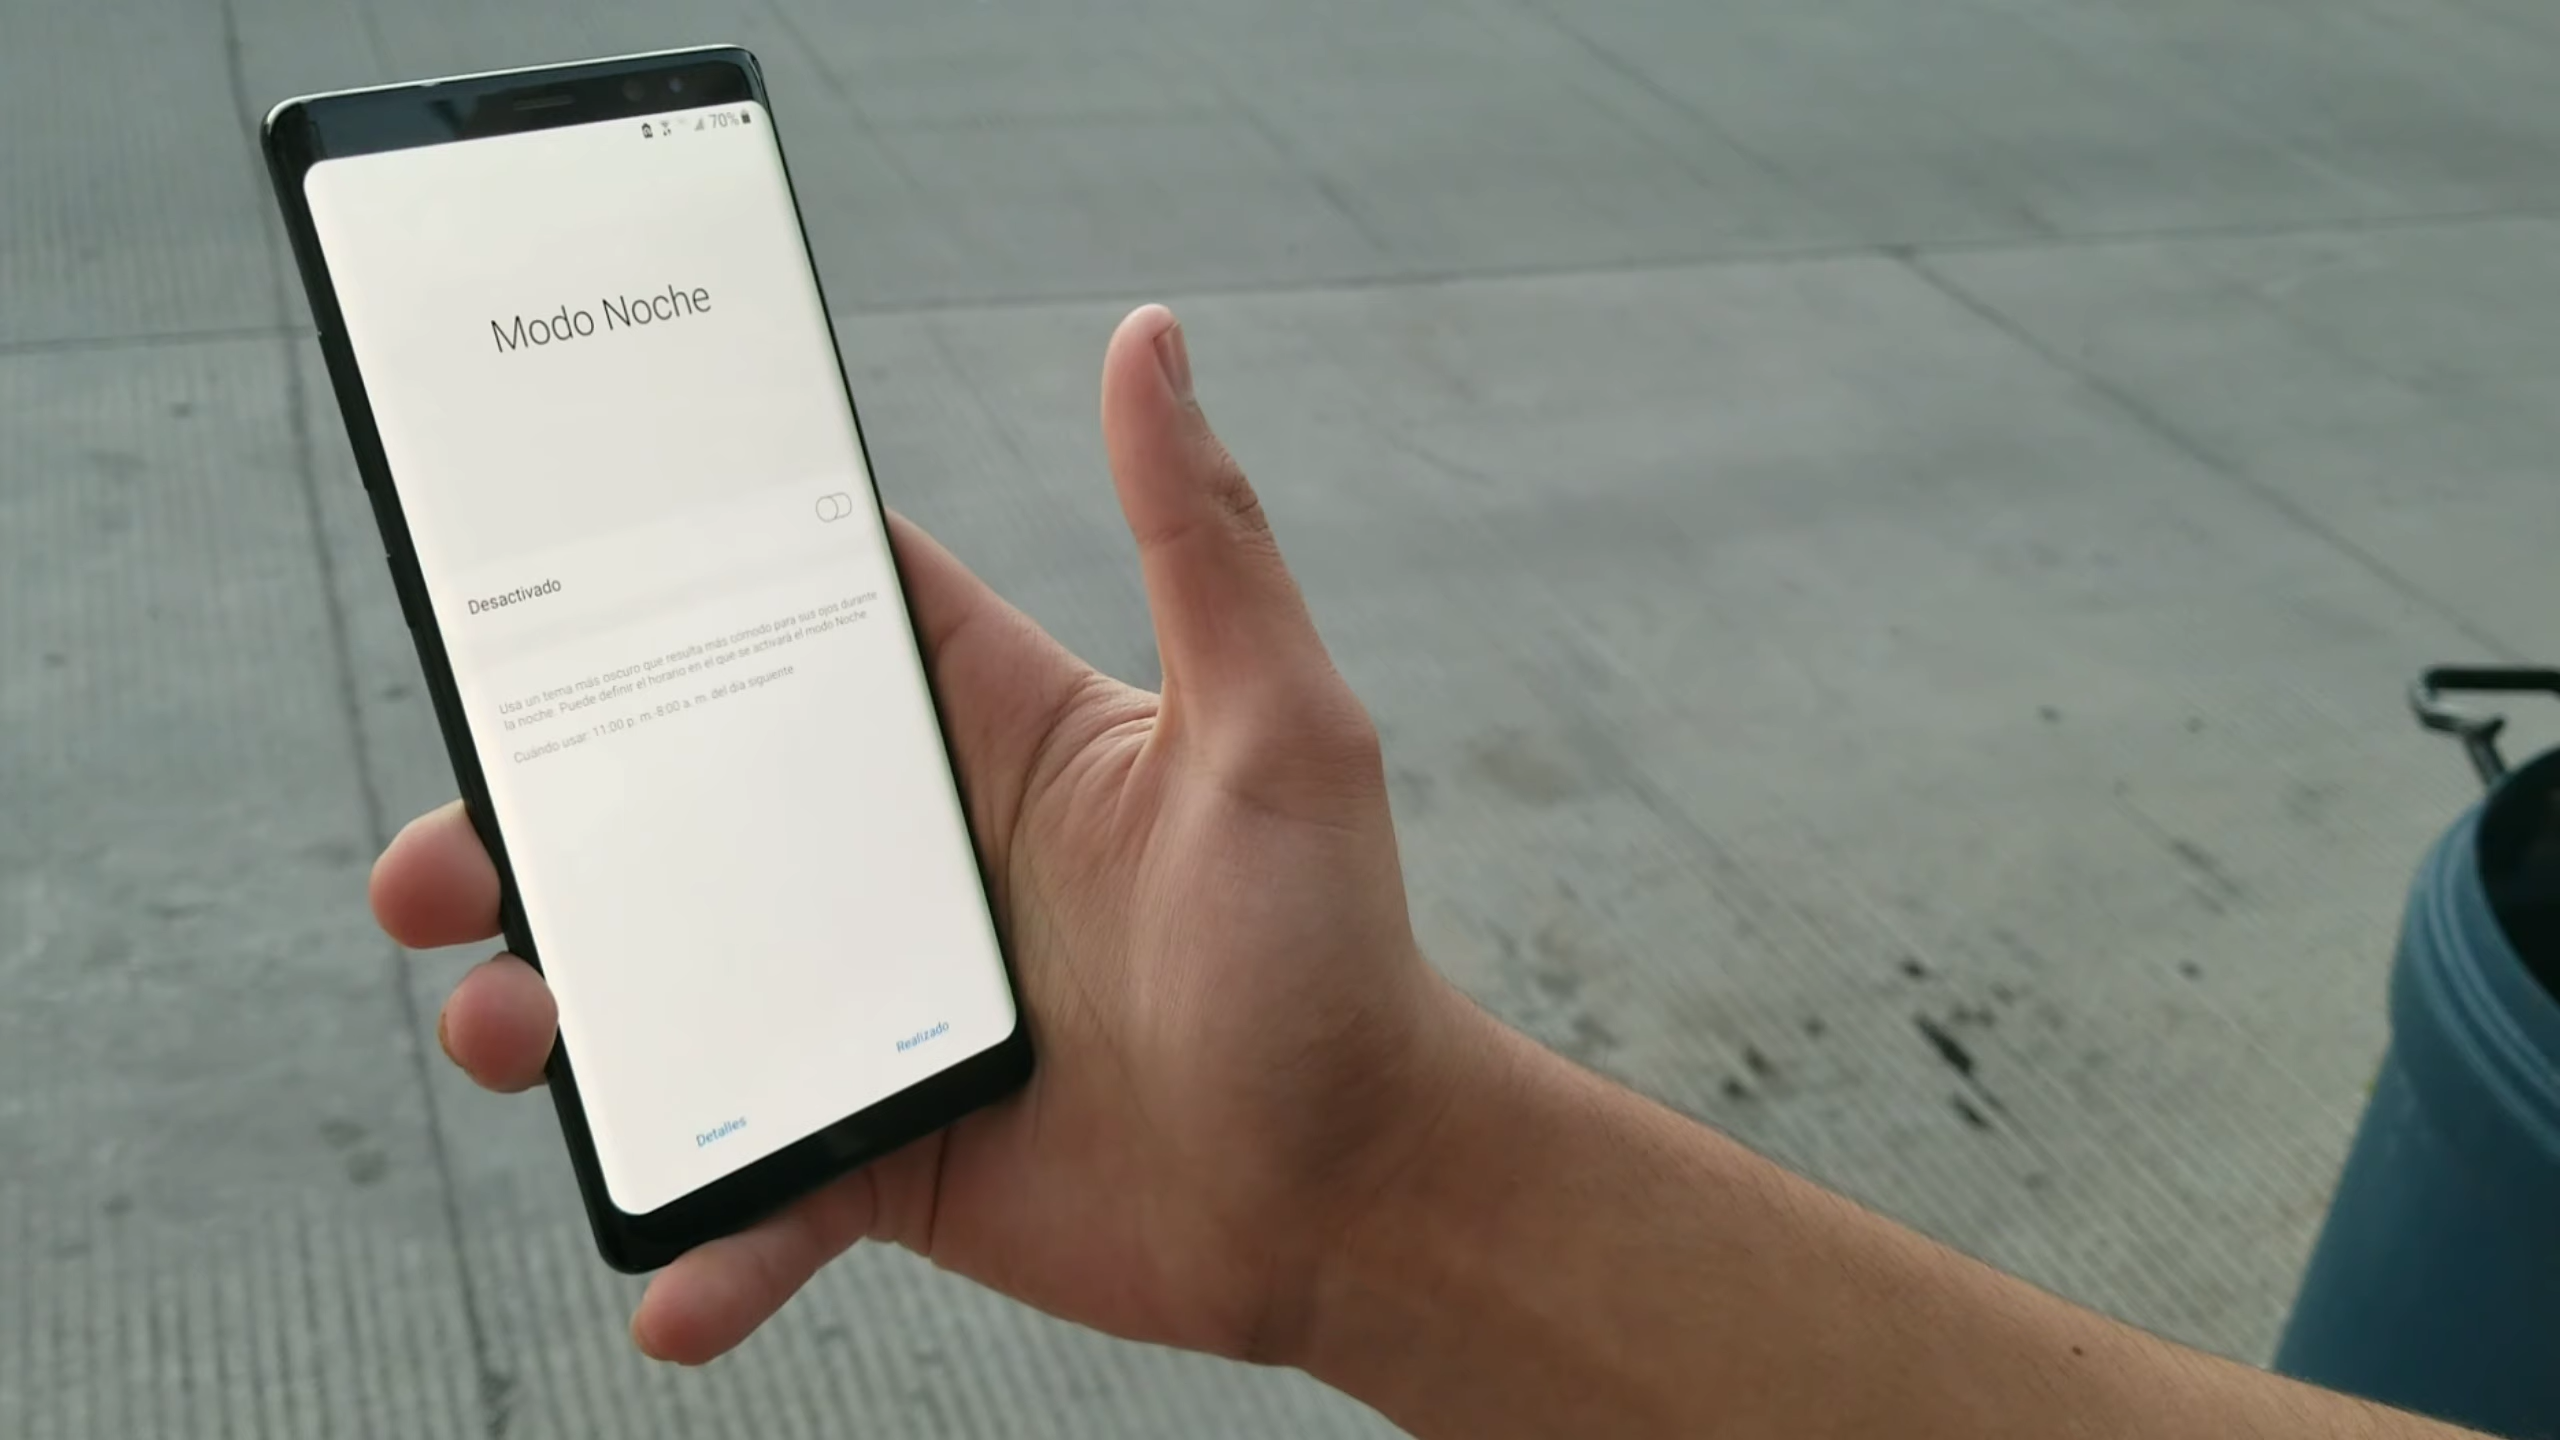 70%
Modo Noche
Desactivado
Usa un tema más oscuro que resulta más cómodo para sus ojos durante
la noche. Puede definir el horario en el que se activará el modo Noche.
Cuándo usar: 11:00 p. m.-8:00 a. m. del día siguiente
Realizado
Detalles